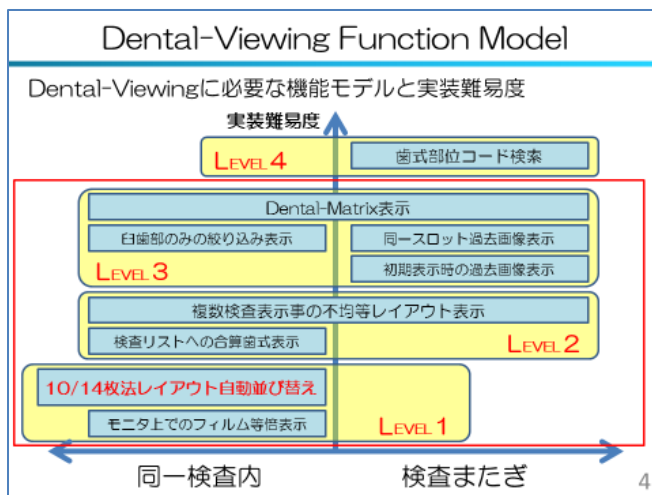 Dental-Viewing Function Model
Dental-Viewingに必要な機能モデルと実装難易度
実装難易度
LEVEL 4
歯式部位コード検索
Dental-Matrix表示
臼歯部のみの絞り込み表示
同一スロット過去画像表示
LEVEL 3
初期表示時の過去画像表示
複数検査表示事の不均等レイアウト表示
検査リストへの合算歯式表示
LEVEL 2
10/14枚法レイアウト自動並び替え
モニタ上でのフィルム等倍表示
LEVEL 1
同一検査内
検査またぎ
4